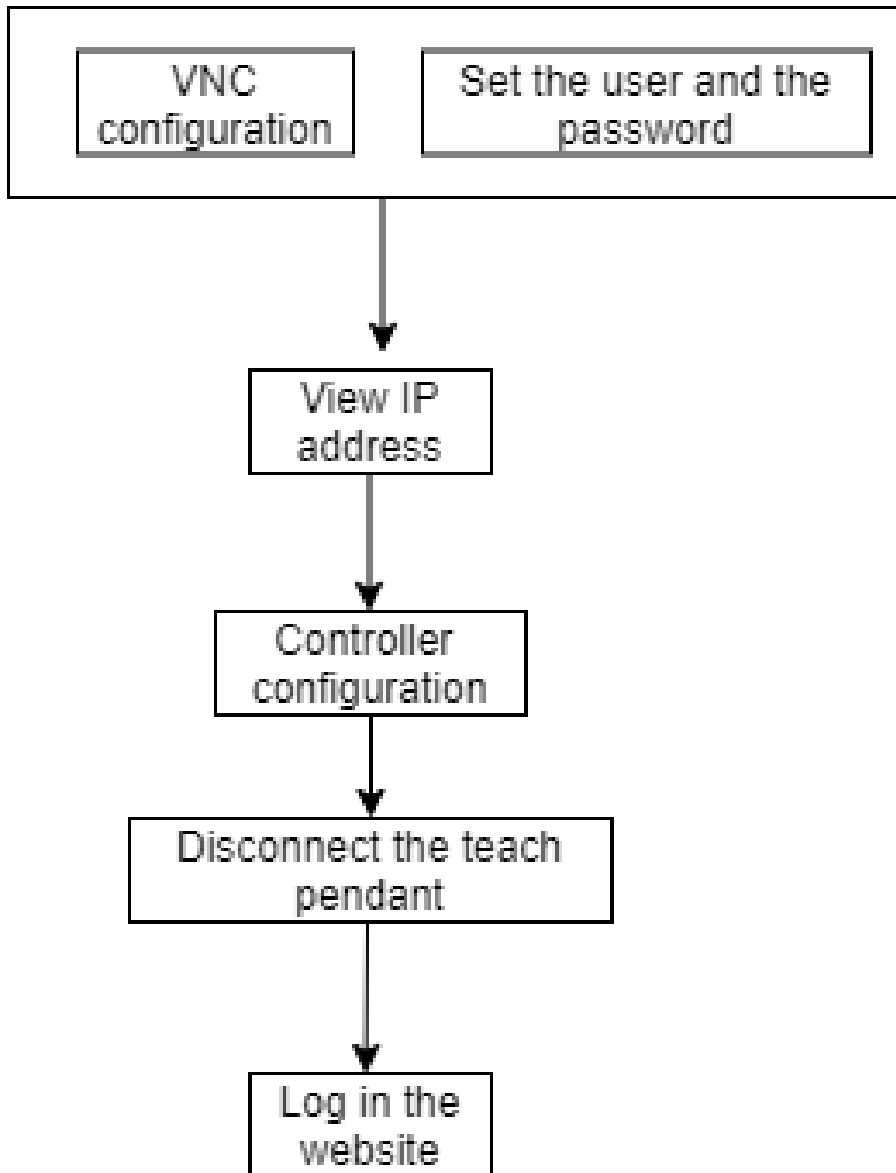 VNC
configuration
Set the user and the
password
View IP
address
Controller
configuration
Disconnect the teach
pendant
Log in the
website